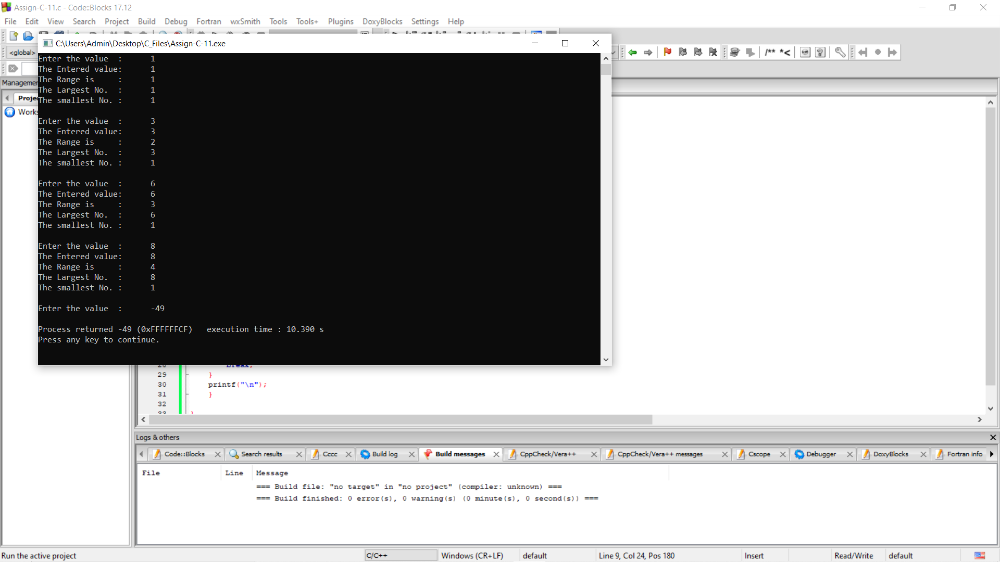 Assign-C-11.c - Code::Blocks 17.12
File Edit View Search Project Build Debug Fortran wxSmith Tools Tools+ Plugins DoxyBlocks Settings Help
C:\Users\Admin\Desktop\C_Files\Assign-C-11.exe
<global>
/** *<
Enter the value  :      1
The Entered value:      1
The Range is     :      1
The Largest No.  :      1
The smallest No. :      1
Enter the value  :      3
The Entered value:      3
The Range is     :      2
The Largest No.  :      3
The smallest No. :      1
Enter the value  :      6
The Entered value:      6
The Range is     :      3
The Largest No.  :      6
The smallest No. :      1
Enter the value  :      8
The Entered value:      8
The Range is     :      4
The Largest No.  :      8
The smallest No. :      1
Enter the value  :      -49
Process returned -49 (0xFFFFFFCF)   execution time : 10.390 s
Press any key to continue.
29 }
30 printf("\n");
31 }
32
Logs & others
Code::Blocks Search results Cccc Build log Build messages CppCheck/Vera++ CppCheck/Vera++ messages Cscope Debugger DoxyBlocks Fortran info
File Line Message
=== Build file: "no target" in "no project" (compiler: unknown) ===
=== Build finished: 0 error(s), 0 warning(s) (0 minute(s), 0 second(s)) ===
Run the active project C/C++ Windows (CR+LF) default Line 9, Col 24, Pos 180 Insert Read/Write default